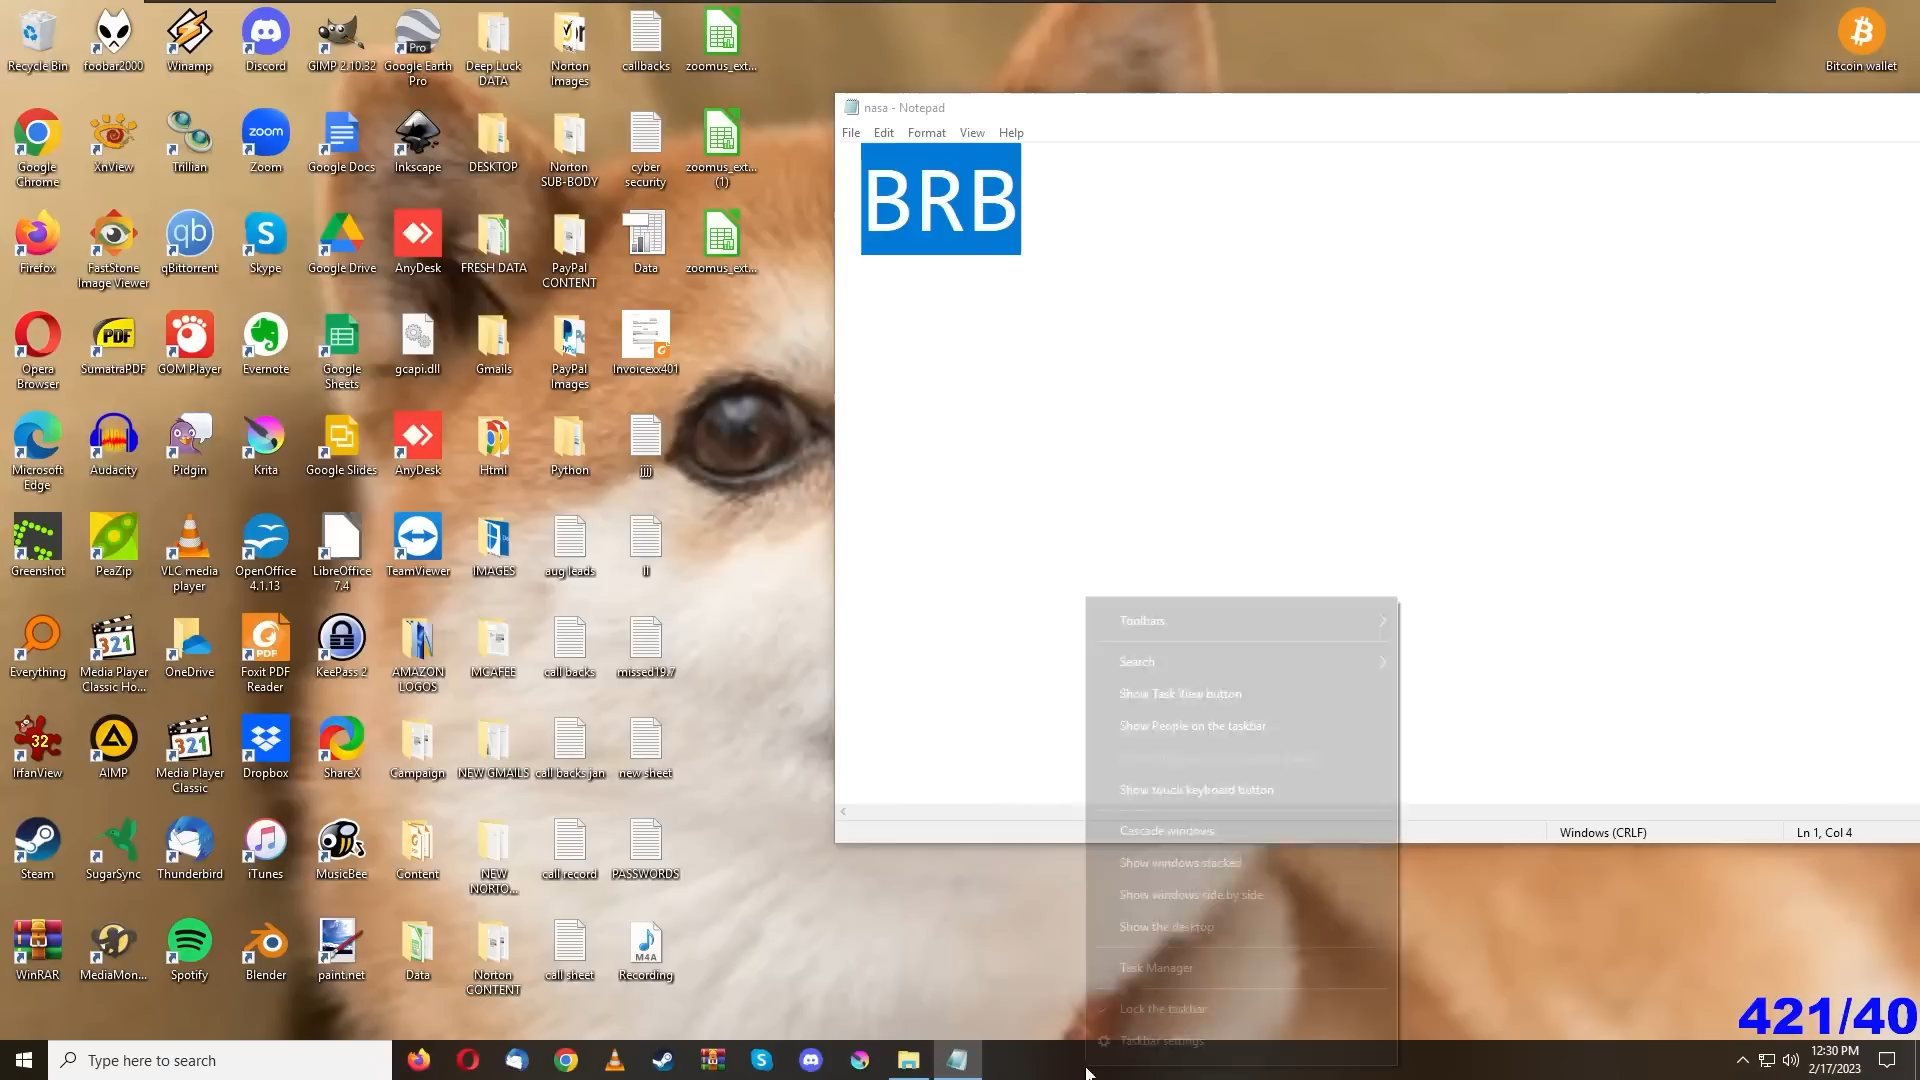 Recycle Bin
foobar2000
Winamp
Discord
GIMP 2.10.32
Google Earth
Pro
Deep Luck
DATA
Norton
Images
callbacks
zoomus_ext...
Bitcoin wallet
Google
Chrome
XnView
Trillian
zoom
Zoom
Google Docs
Inkscape
DESKTOP
Norton
SUB-BODY
cyber
security
zoomus_ext...
(1)
Firefox
FastStone
Image Viewer
qb
qBittorrent
Skype
Google Drive
AnyDesk
FRESH DATA
PayPal
CONTENT
Data
zoomus_ext...
Opera
Browser
PDF
SumatraPDF
GOM Player
Evernote
Google
Sheets
gcapi.dll
Gmails
PayPal
Images
Invoicexx401
Microsoft
Edge
Audacity
Pidgin
Krita
Google Slides
AnyDesk
Html
Python
jjjj
Greenshot
PeaZip
VLC media
player
OpenOffice
4.1.13
LibreOffice
7.4
TeamViewer
IMAGES
aug leads
ll
Everything
321
Media Player
Classic Ho...
OneDrive
PDF
Foxit PDF
Reader
KeePass 2
AMAZON
LOGOS
MCAFEE
call backs
missed19.7
32
IrfanView
AIMP
321
Media Player
Classic
Dropbox
ShareX
Campaign
NEW GMAILS
call backs jan
new sheet
Steam
SugarSync
Thunderbird
iTunes
MusicBee
Content
NEW
NORTO...
call record
PASSWORDS
WinRAR
MediaMon...
Spotify
Blender
paint.net
Data
Norton
CONTENT
call sheet
M4A
Recording
nasa - Notepad
File Edit Format View Help
BRB
Windows (CRLF) Ln 1, Col 4
Toolbars
Search
Show Task View button
Show People on the taskbar
Show touch keyboard button
Cascade windows
Show windows stacked
Show windows side by side
Show the desktop
Task Manager
Lock the taskbar
Taskbar settings
421/40
Type here to search
12:30 PM
2/17/2023